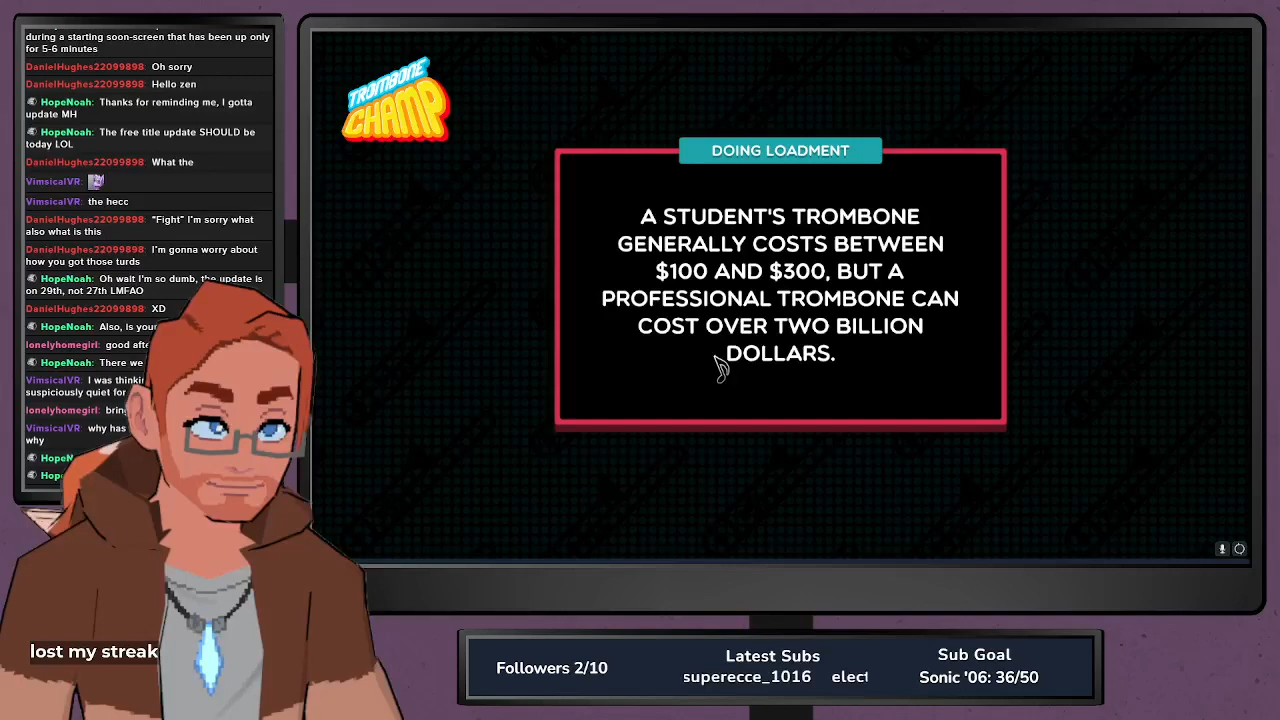 during a starting soon-screen that has been up only
for 5-6 minutes
DanielHughes22099898: Oh sorry
DanielHughes22099898: Hello zen
HopeNoah: Thanks for reminding me, I gotta
update MH
HopeNoah: The free title update SHOULD be
today LOL
DanielHughes22099898: What the
VimsicalVR:
VimsicalVR: the hecc
DanielHughes22099898: "Fight" I'm sorry what
also what is this
DanielHughes22099898: I'm gonna worry about
how you got those turds
HopeNoah: Oh wait I'm so dumb, the update is
on 29th, not 27th LMFAO
DanielHughes22099898: XD
HopeNoah: Also, is your
lonelyhomegirl: good afte
HopeNoah: There we
VimsicalVR: I was thinki
suspiciously quiet for
lonelyhomegirl: bring
VimsicalVR: why has
why
HopeN
Hope
TROMBONE
CHAMP
DOING LOADMENT
A STUDENT'S TROMBONE
GENERALLY COSTS BETWEEN
$100 AND $300, BUT A
PROFESSIONAL TROMBONE CAN
COST OVER TWO BILLION
DOLLARS.
lost my streak
Followers 2/10
Latest Subs
superecce_1016 elect
Sub Goal
Sonic '06: 36/50